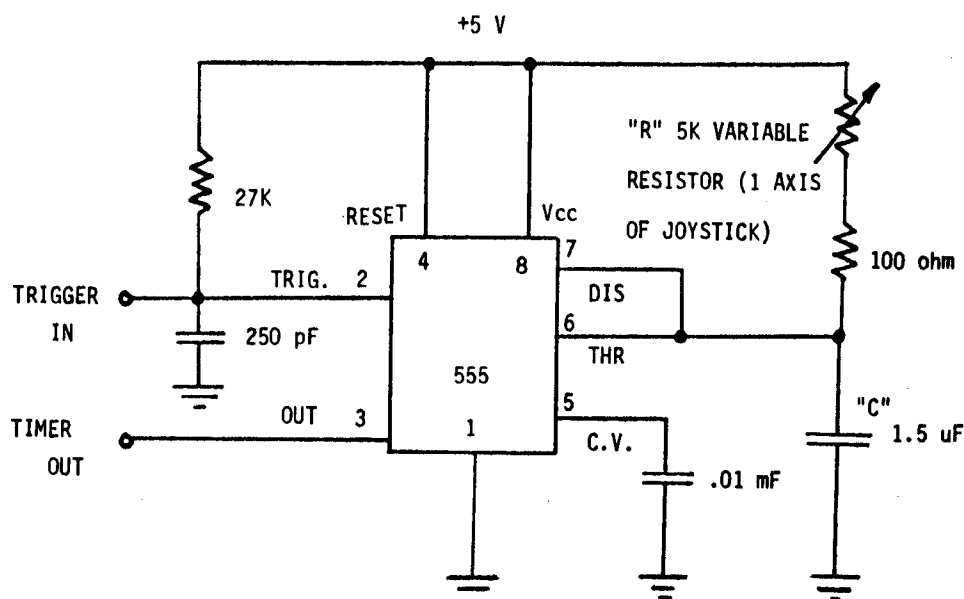 +5 V
"R" 5K VARIABLE
RESISTOR (1 AXIS
OF JOYSTICK)
27K
RESET
Vcc
4
8
7
100 ohm
TRIGGER
IN
TRIG.
2
DIS
250 pF
6
THR
555
TIMER
OUT
OUT
3
1
5
C.V.
"C"
1.5 uF
.01 mF